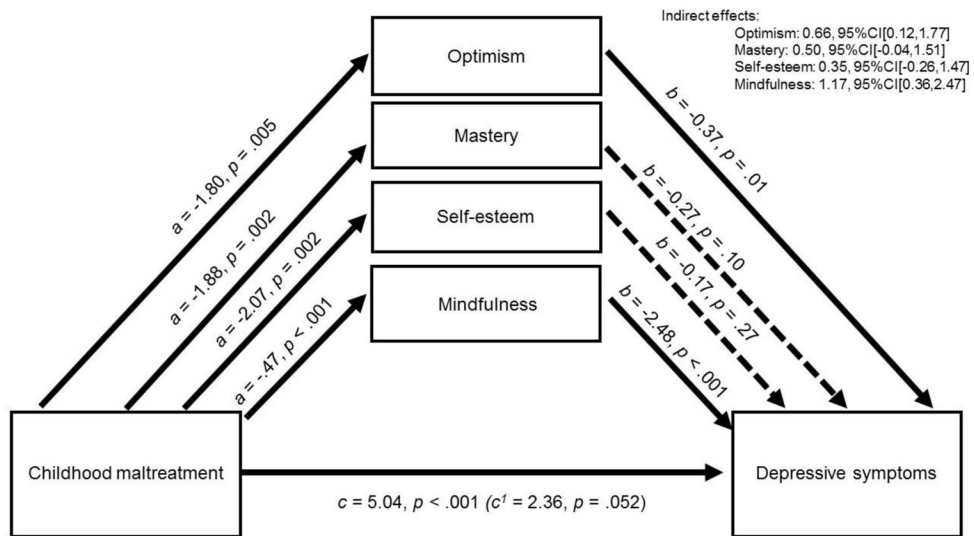 Indirect effects:
Optimism: 0.66, 95%CI[0.12,1.77]
Mastery: 0.50, 95%CI[-0.04,1.51]
Self-esteem: 0.35, 95%CI[-0.26,1.47]
Mindfulness: 1.17, 95%CI[0.36,2.47]
Optimism
Mastery
Self-esteem
Mindfulness
a = -1.80, p = .005
a = -1.88, p = .002
a = -2.07, p = .002
a = -.47, p < .001
b = -0.37, p = .01
b = -0.27, p = .10
b = -0.17, p = .27
b = -2.48, p < .001
Childhood maltreatment
Depressive symptoms
c = 5.04, p < .001 (c¹ = 2.36, p = .052)